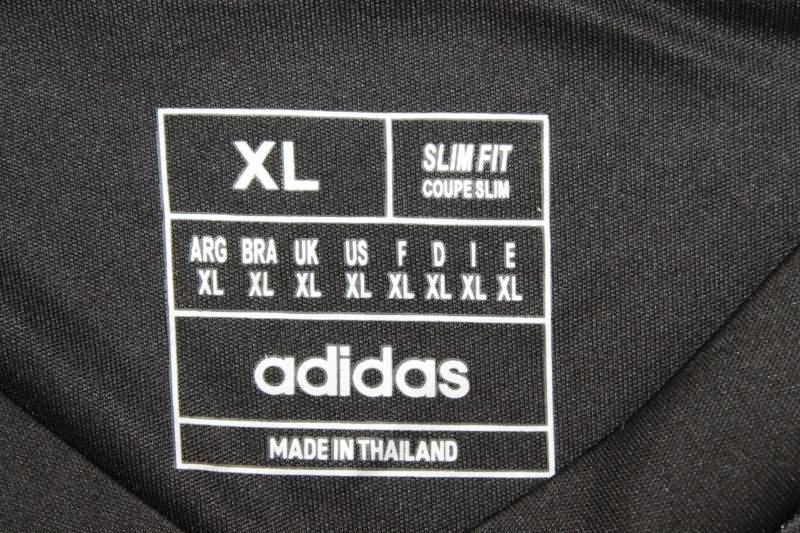 XL
SLIM FIT
COUPE SLIM
ARG BRA UK US F D I E
XL XL XL XL XL XL XL XL
adidas
MADE IN THAILAND